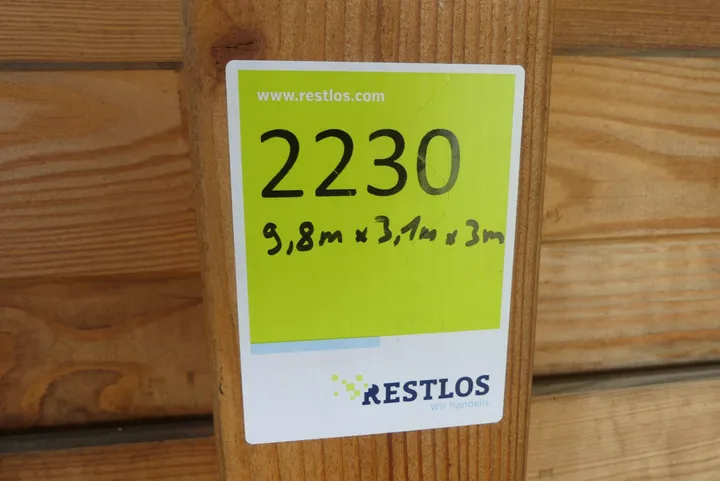 www.restlos.com
2230
9,8m x 3,1m x 3m
RESTLOS
Wir handeln.